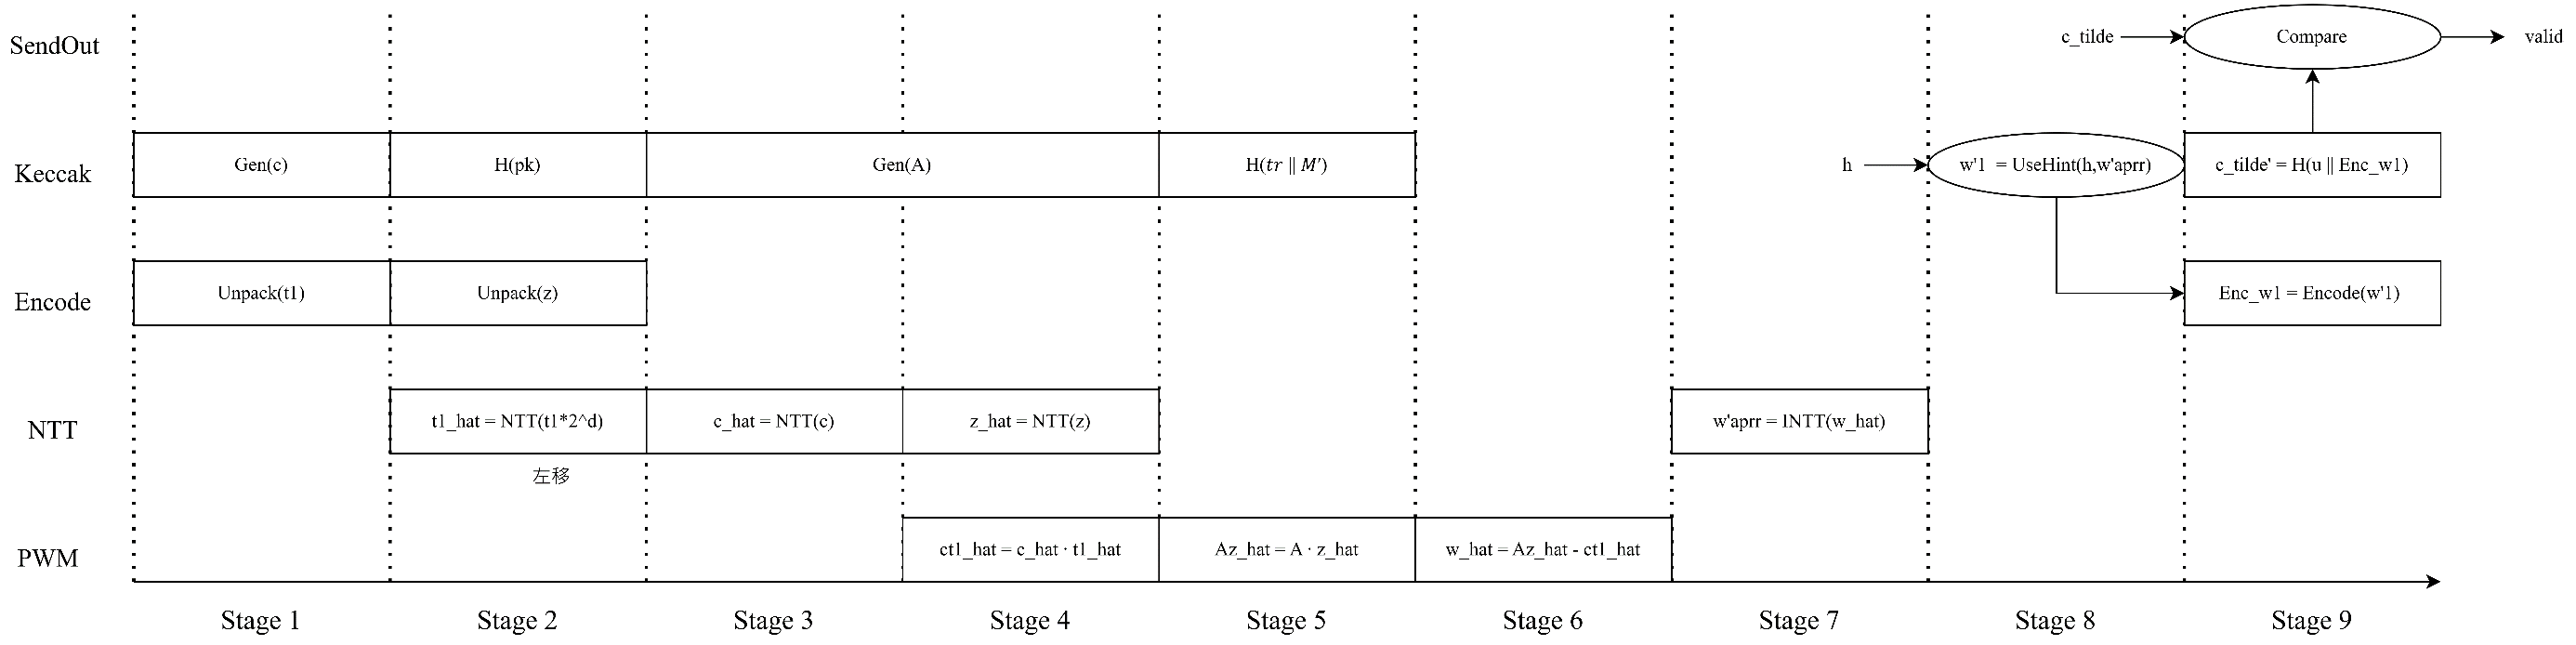 SendOut
c_tilde
Compare
valid
Keccak
Gen(c)
H(pk)
Gen(A)
H(tr || M')
h
w'1 = UseHint(h,w'aprr)
c_tilde' = H(u || Enc_w1)
Encode
Unpack(t1)
Unpack(z)
Enc_w1 = Encode(w'1)
NTT
t1_hat = NTT(t1*2^d)
c_hat = NTT(c)
z_hat = NTT(z)
w'aprr = INTT(w_hat)
左移
PWM
ct1_hat = c_hat · t1_hat
Az_hat = A · z_hat
w_hat = Az_hat - ct1_hat
Stage 1
Stage 2
Stage 3
Stage 4
Stage 5
Stage 6
Stage 7
Stage 8
Stage 9